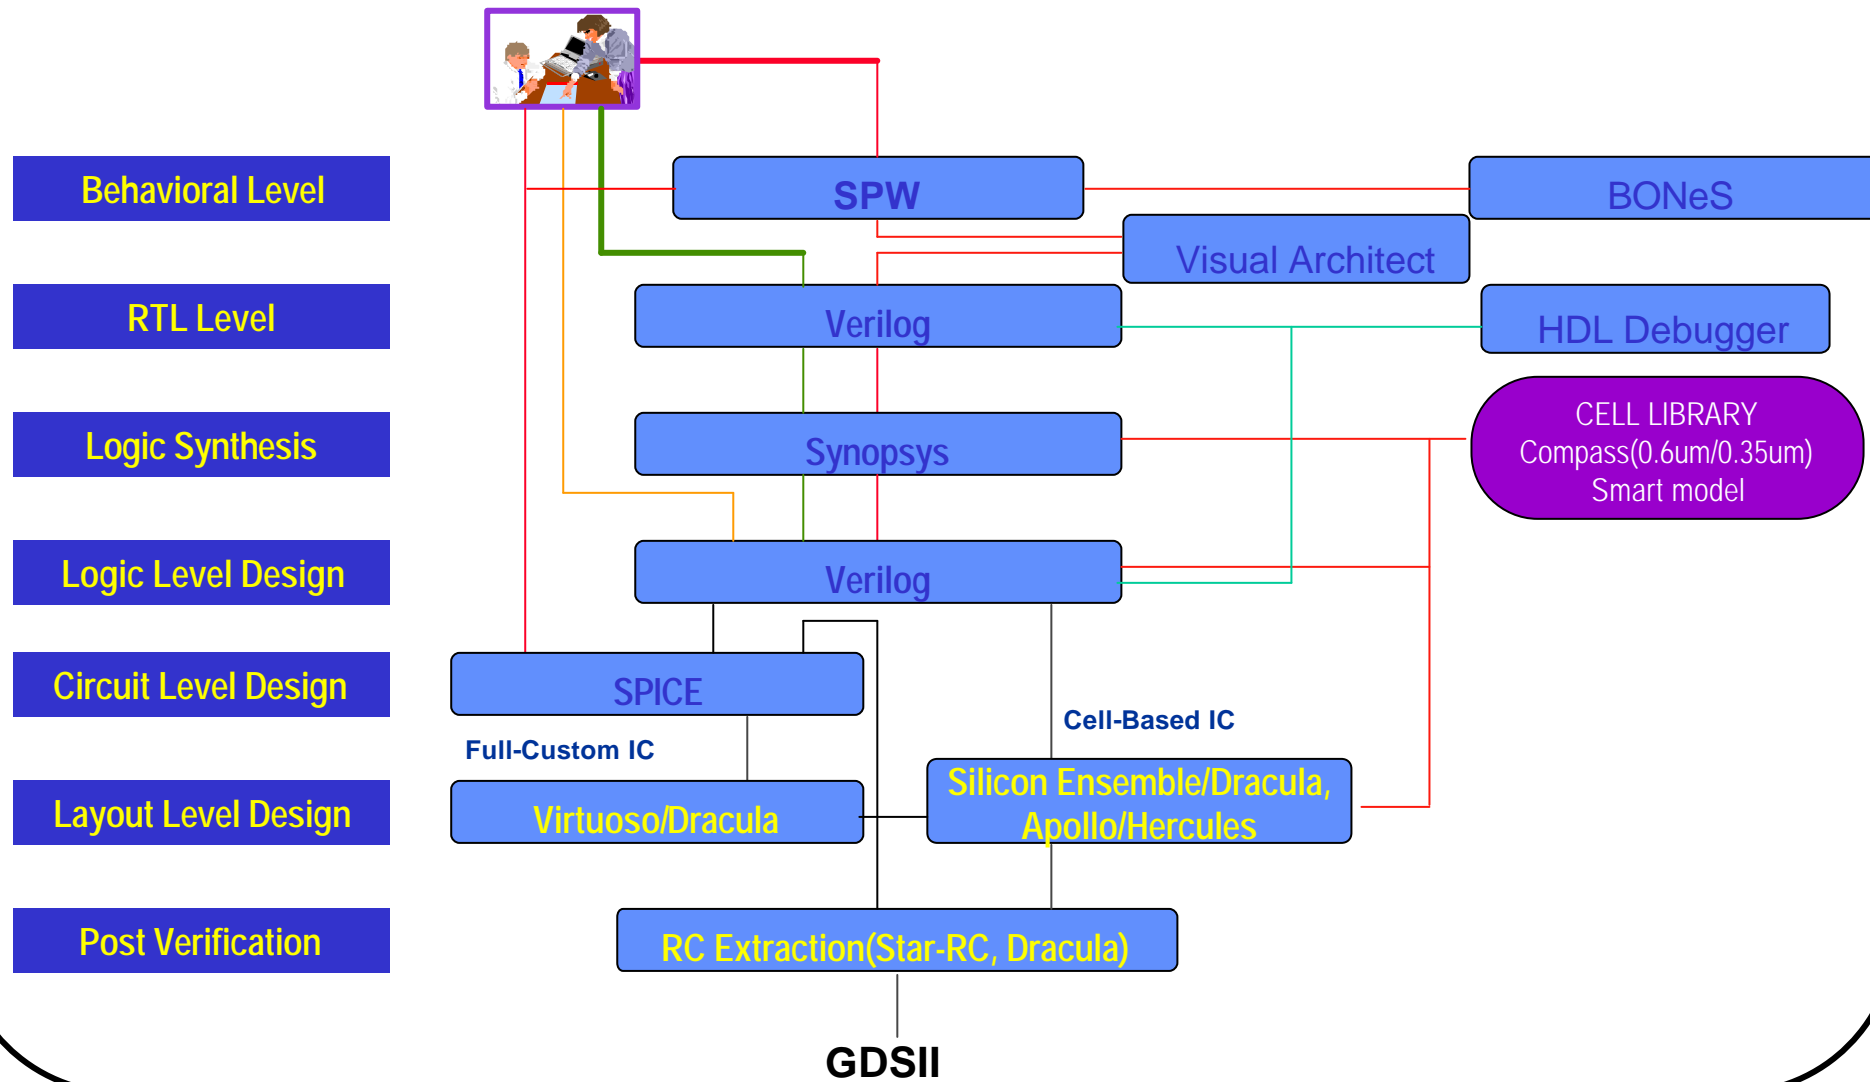 Behavioral Level
SPW
BONeS
Visual Architect
RTL Level
Verilog
HDL Debugger
Logic Synthesis
Synopsys
CELL LIBRARY
Compass(0.6um/0.35um)
Smart model
Logic Level Design
Verilog
Circuit Level Design
SPICE
Full-Custom IC
Cell-Based IC
Layout Level Design
Virtuoso/Dracula
Silicon Ensemble/Dracula,
Apollo/Hercules
Post Verification
RC Extraction(Star-RC, Dracula)
GDSII